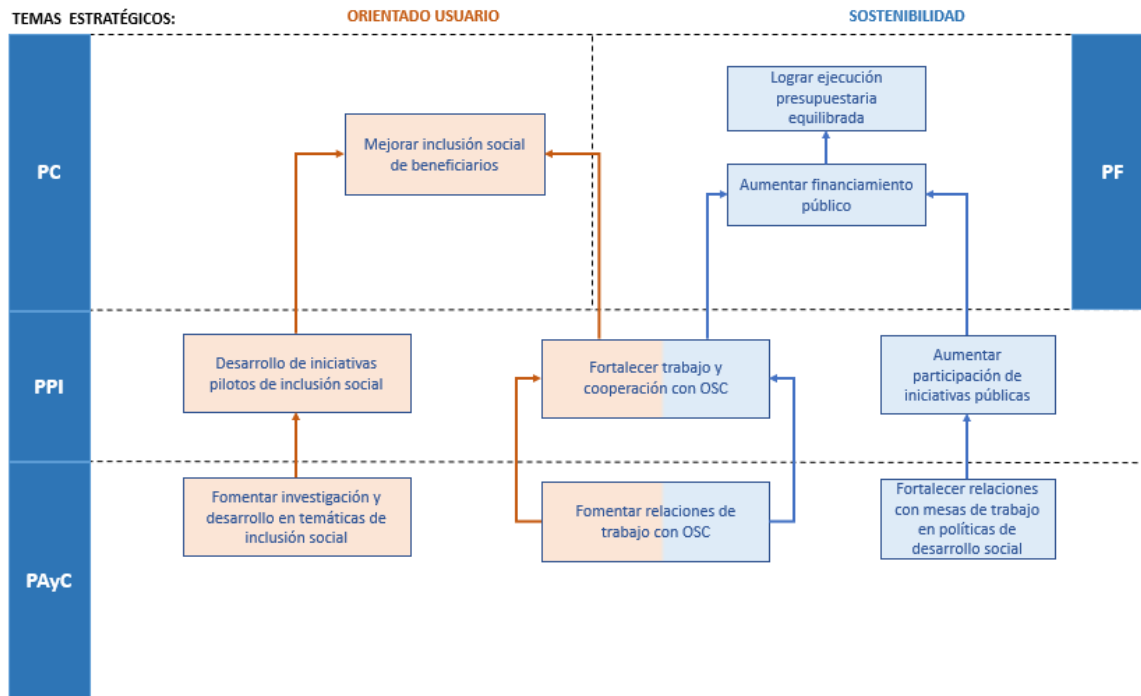 TEMAS ESTRATÉGICOS:
ORIENTADO USUARIO
SOSTENIBILIDAD
PC
PF
Mejorar inclusión social
de beneficiarios
Lograr ejecución
presupuestaria
equilibrada
Aumentar financiamiento
público
PPI
Desarrollo de iniciativas
pilotos de inclusión social
Fortalecer trabajo y
cooperación con OSC
Aumentar
participación de
iniciativas públicas
PAyC
Fomentar investigación y
desarrollo en temáticas de
inclusión social
Fomentar relaciones de
trabajo con OSC
Fortalecer relaciones
con mesas de trabajo
en políticas de
desarrollo social